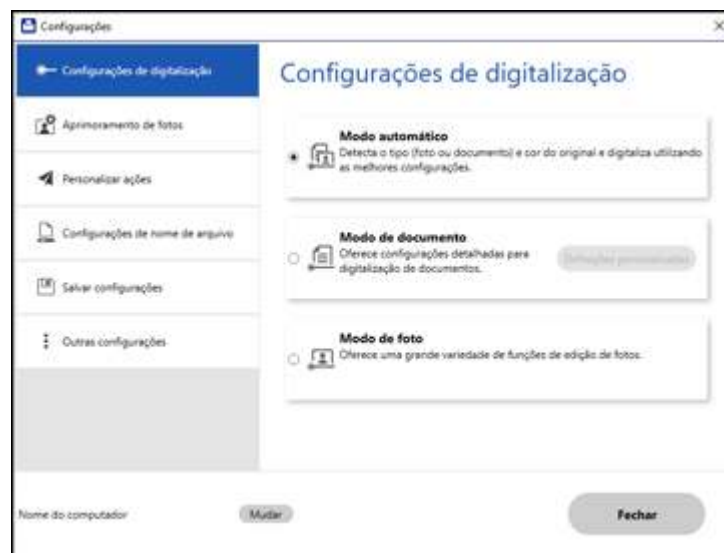 Configurações
Configurações de digitalização
Aprimoramento de fotos
Personalizar ações
Configurações de nome de arquivo
Salvar configurações
Outras configurações
Configurações de digitalização
Modo automático
Detecta o tipo (foto ou documento) e cor do original e digitaliza utilizando
as melhores configurações.
Modo de documento
Oferece configurações detalhadas para
digitalização de documentos.
Modo de foto
Oferece uma grande variedade de funções de edição de fotos.
Nome do computador
Mudar
Fechar